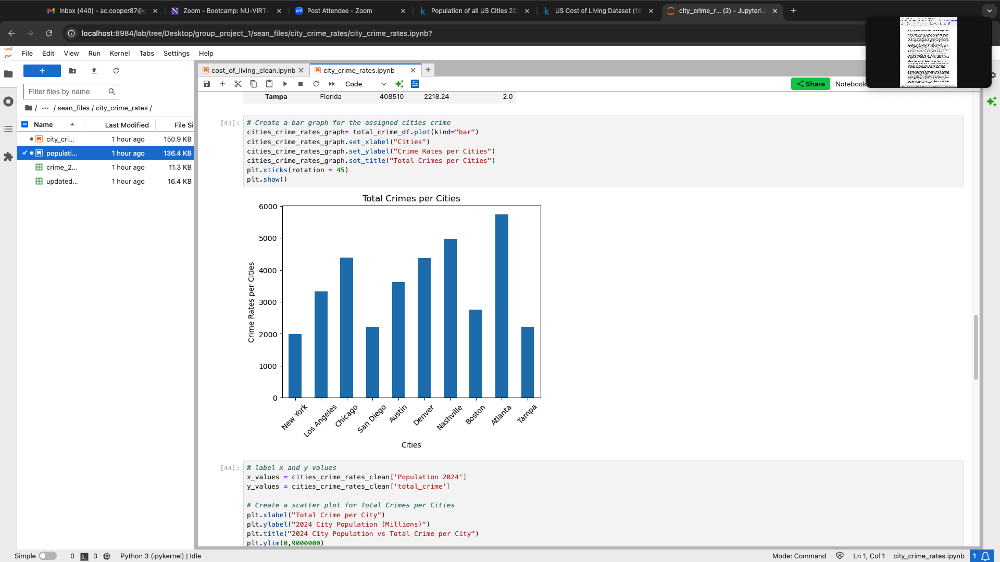 Inbox (440) - ac.cooper87@g
Zoom - Bootcamp: NU-VIRT-
Post Attendee - Zoom
Population of all US Cities 202
US Cost of Living Dataset (18
city_crime_r... (2) - JupyterLa
localhost:8984/lab/tree/Desktop/group_project_1/sean_files/city_crime_rates/city_crime_rates.ipynb?
File Edit View Run Kernel Tabs Settings Help
cost_of_living_clean.ipynb
city_crime_rates.ipynb
Code
Share
Notebook
Filter files by name
/ ··· / sean_files / city_crime_rates /
Name Last Modified File Si
city_cri... 1 hour ago 150.9 KB
populati... 1 hour ago 136.4 KB
crime_2... 1 hour ago 11.3 KB
updated... 1 hour ago 16.4 KB
Tampa Florida 408510 2218.24 2.0
[43]:
# Create a bar graph for the assigned cities crime
cities_crime_rates_graph= total_crime_df.plot(kind="bar")
cities_crime_rates_graph.set_xlabel("Cities")
cities_crime_rates_graph.set_ylabel("Crime Rates per Cities")
cities_crime_rates_graph.set_title("Total Crimes per Cities")
plt.xticks(rotation = 45)
plt.show()
Total Crimes per Cities
6000
5000
4000
3000
2000
1000
0
Crime Rates per Cities
New York
Los Angeles
Chicago
San Diego
Austin
Denver
Nashville
Boston
Atlanta
Tampa
Cities
[44]:
# label x and y values
x_values = cities_crime_rates_clean['Population 2024']
y_values = cities_crime_rates_clean['total_crime']
# Create a scatter plot for Total Crimes per Cities
plt.xlabel("Total Crime per City")
plt.ylabel("2024 City Population (Millions)")
plt.title("2024 City Population vs Total Crime per City")
plt.ylim(0,9000000)
Simple 0 3 Python 3 (ipykernel) | Idle
Mode: Command Ln 1, Col 1 city_crime_rates.ipynb 1